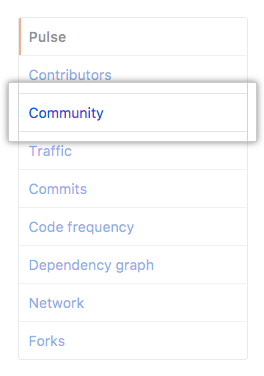 Pulse
Contributors
Community
Traffic
Commits
Code frequency
Dependency graph
Network
Forks